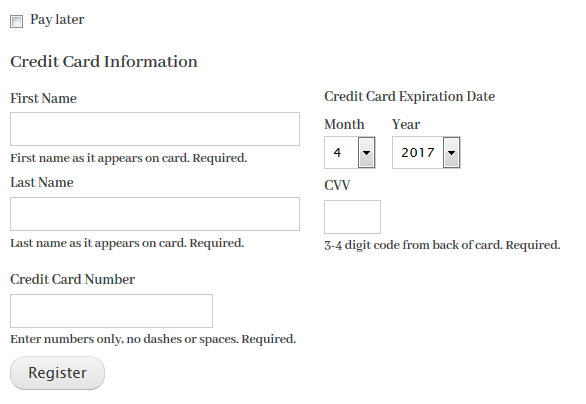 Pay later
Credit Card Information
First Name
First name as it appears on card. Required.
Last Name
Last name as it appears on card. Required.
Credit Card Number
Enter numbers only, no dashes or spaces. Required.
Credit Card Expiration Date
Month Year
4 2017
CVV
3-4 digit code from back of card. Required.
Register